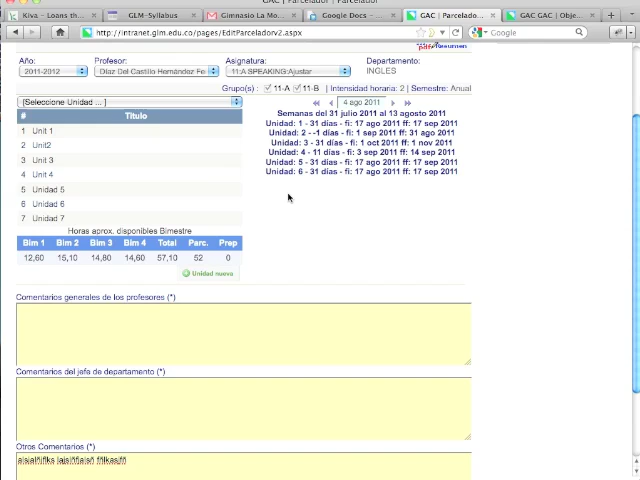 GAC | Parcelador | Parcelador
Kiva - Loans th...
GLM-Syllabus
Gimnasio La Mo...
Google Docs - ...
GAC | Parcelado...
GAC GAC | Obje...
http://intranet.glm.edu.co/pages/EditParceladorv2.aspx
Google
pdf Resumen
Año: Profesor: Asignatura: Departamento:
2011-2012 Díaz Del Castillo Hernández Fe 11:A SPEAKING:Ajustar INGLES
Grupo(s) : 11-A 11-B | Intensidad horaria: 2 | Semestre: Anual
[Seleccione Unidad ... ]
4 ago 2011
# Titulo
1 Unit 1
2 Unit2
3 Unit 3
4 Unit 4
5 Unidad 5
6 Unidad 6
7 Unidad 7
Semanas del 31 julio 2011 al 13 agosto 2011
Unidad: 1 - 31 días - fi: 17 ago 2011 ff: 17 sep 2011
Unidad: 2 - -1 días - fi: 1 sep 2011 ff: 31 ago 2011
Unidad: 3 - 31 días - fi: 1 oct 2011 ff: 1 nov 2011
Unidad: 4 - 11 días - fi: 3 sep 2011 ff: 14 sep 2011
Unidad: 5 - 31 días - fi: 17 ago 2011 ff: 17 sep 2011
Unidad: 6 - 31 días - fi: 17 ago 2011 ff: 17 sep 2011
Horas aprox. disponibles Bimestre
Bim 1 Bim 2 Bim 3 Bim 4 Total Parc. Prep
12,60 15,10 14,80 14,60 57,10 52 0
Unidad nueva
Comentarios generales de los profesores (*)
Comentarios del jefe de departamento (*)
Otros Comentarios (*)